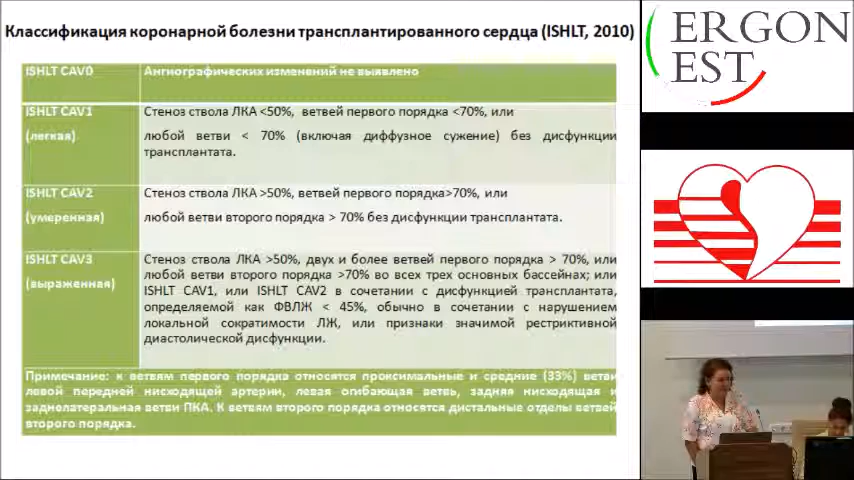 Классификация коронарной болезни трансплантированного сердца (ISHLT, 2010)
ISHLT CAV0
Ангиографических изменений не выявлено
ISHLT CAV1
(легкая)
Стеноз ствола ЛКА <50%, ветвей первого порядка <70%, или
любой ветви < 70% (включая диффузное сужение) без дисфункции
трансплантата.
ISHLT CAV2
(умеренная)
Стеноз ствола ЛКА >50%, ветвей первого порядка>70%, или
любой ветви второго порядка > 70% без дисфункции трансплантата.
ISHLT CAV3
(выраженная)
Стеноз ствола ЛКА >50%, двух и более ветвей первого порядка > 70%, или
любой ветви второго порядка >70% во всех трех основных бассейнах; или
ISHLT CAV1, или ISHLT CAV2 в сочетании с дисфункцией трансплантата,
определяемой как ФВЛЖ < 45%, обычно в сочетании с нарушением
локальной сократимости ЛЖ, или признаки значимой рестриктивной
диастолической дисфункции.
Примечание: к ветвям первого порядка относятся проксимальные и средние (33%) ветви
левой передней нисходящей артерии, левая огибающая ветвь, задняя нисходящая и
заднелатеральная ветви ПКА. К ветвям второго порядка относятся дистальные отделы ветвей
второго порядка.
ERGON
EST